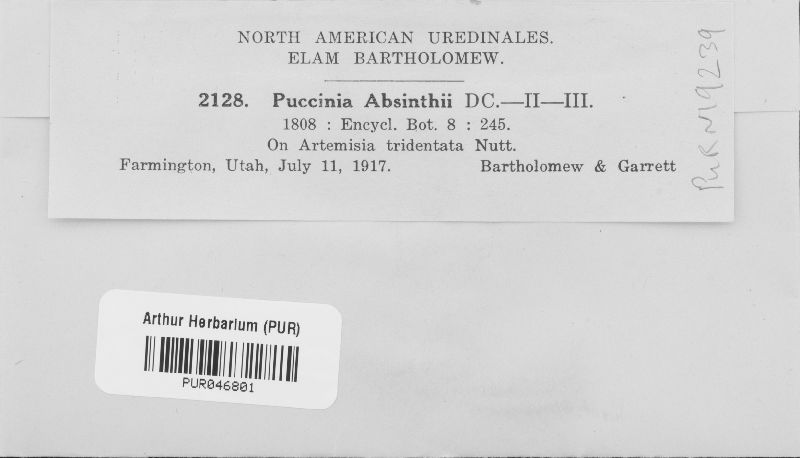 NORTH AMERICAN UREDINALES.
ELAM BARTHOLOMEW.
2128. Puccinia Absinthii DC.—II—III.
1808 : Encycl. Bot. 8 : 245.
On Artemisia tridentata Nutt.
Farmington, Utah, July 11, 1917. Bartholomew & Garrett
PUR N19239
Arthur Herbarium (PUR)
PUR046801